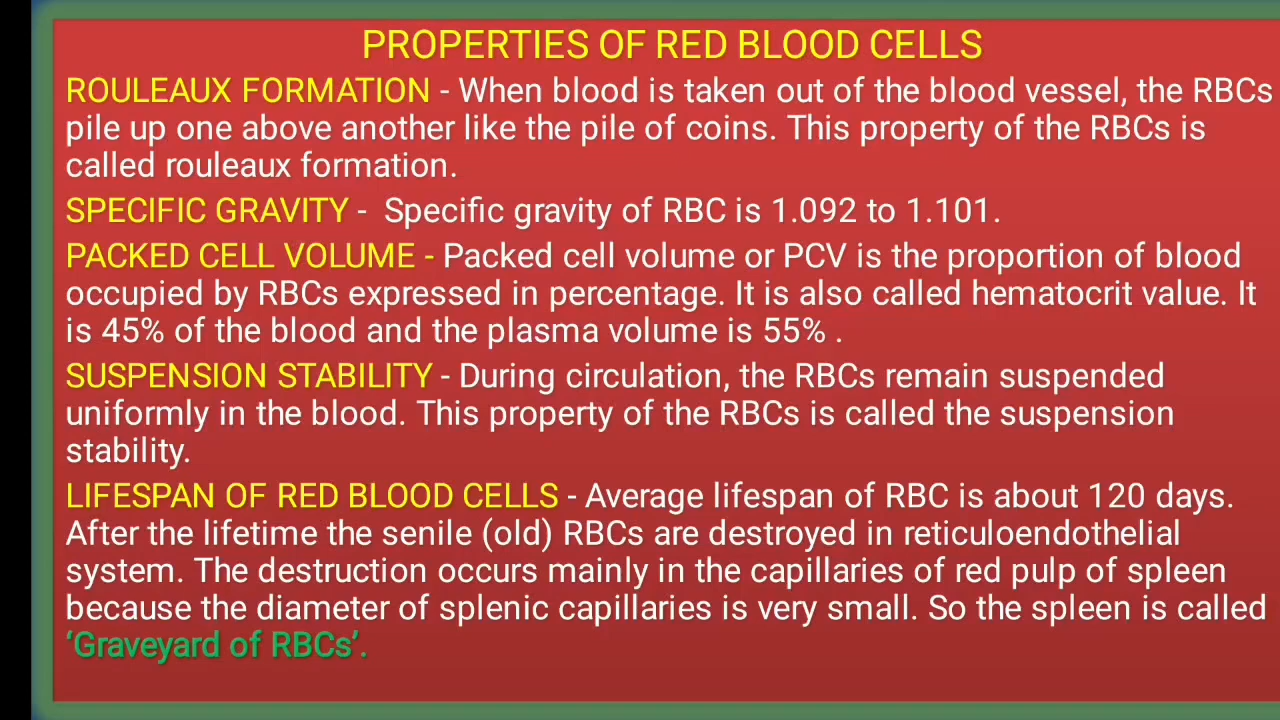 PROPERTIES OF RED BLOOD CELLS
ROULEAUX FORMATION - When blood is taken out of the blood vessel, the RBCs
pile up one above another like the pile of coins. This property of the RBCs is
called rouleaux formation.
SPECIFIC GRAVITY -  Specific gravity of RBC is 1.092 to 1.101.
PACKED CELL VOLUME - Packed cell volume or PCV is the proportion of blood
occupied by RBCs expressed in percentage. It is also called hematocrit value. It
is 45% of the blood and the plasma volume is 55% .
SUSPENSION STABILITY - During circulation, the RBCs remain suspended
uniformly in the blood. This property of the RBCs is called the suspension
stability.
LIFESPAN OF RED BLOOD CELLS - Average lifespan of RBC is about 120 days.
After the lifetime the senile (old) RBCs are destroyed in reticuloendothelial
system. The destruction occurs mainly in the capillaries of red pulp of spleen
because the diameter of splenic capillaries is very small. So the spleen is called
‘Graveyard of RBCs’.